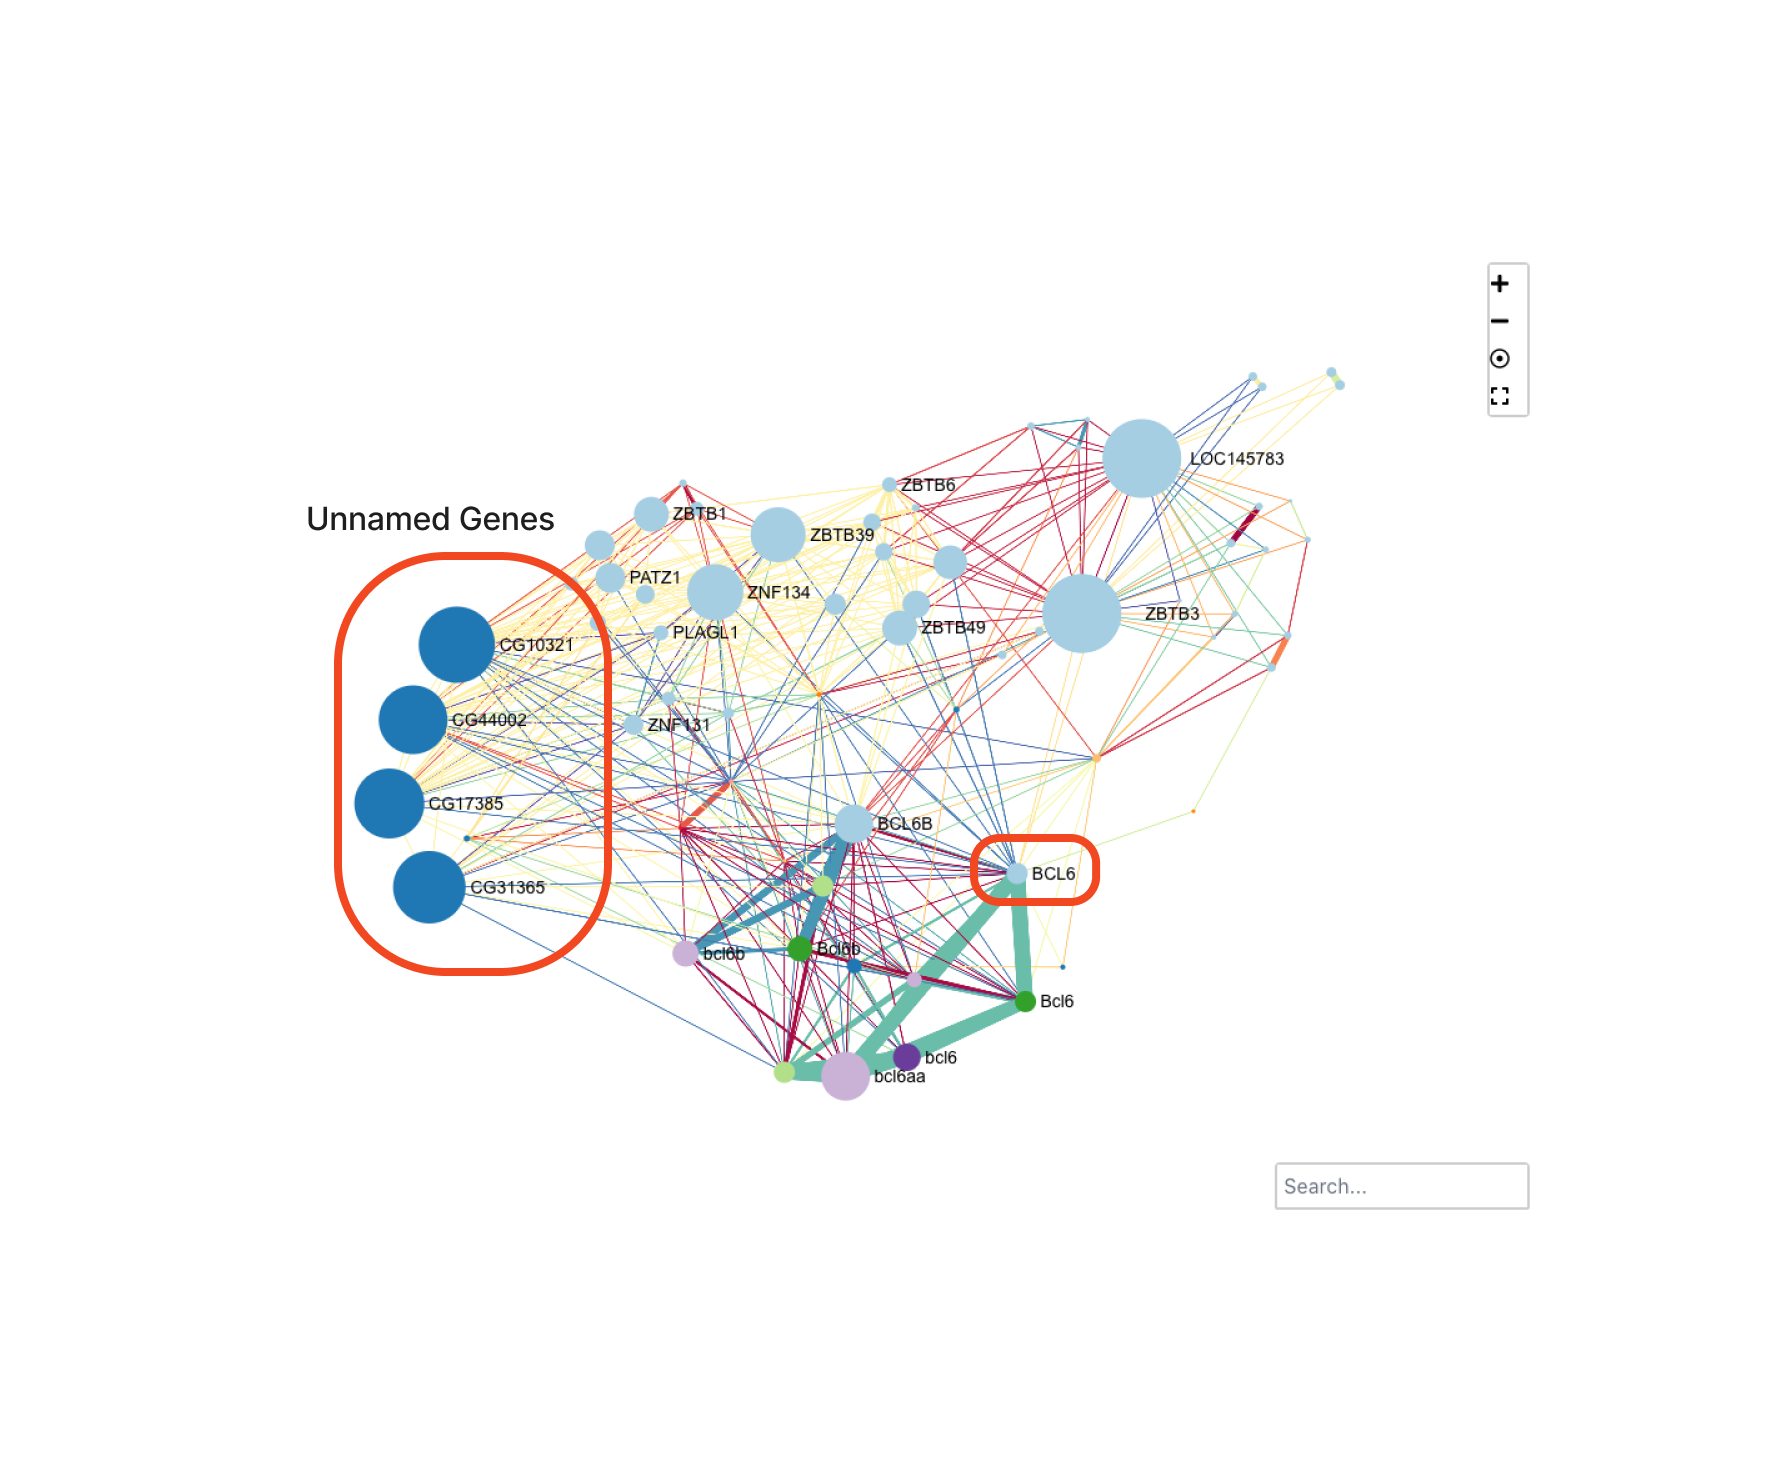 LOC145783
ZBTB6
ZBTB1
Unnamed Genes
ZBTB39
PATZ1
ZNF134
ZBTB3
ZBTB49
PLAGL1
CG10321
CG44002
ZNF131
CG17385
BCL6B
BCL6
CG31365
Bcl6b
bcl6b
Bcl6
bcl6
bcl6aa
Search...